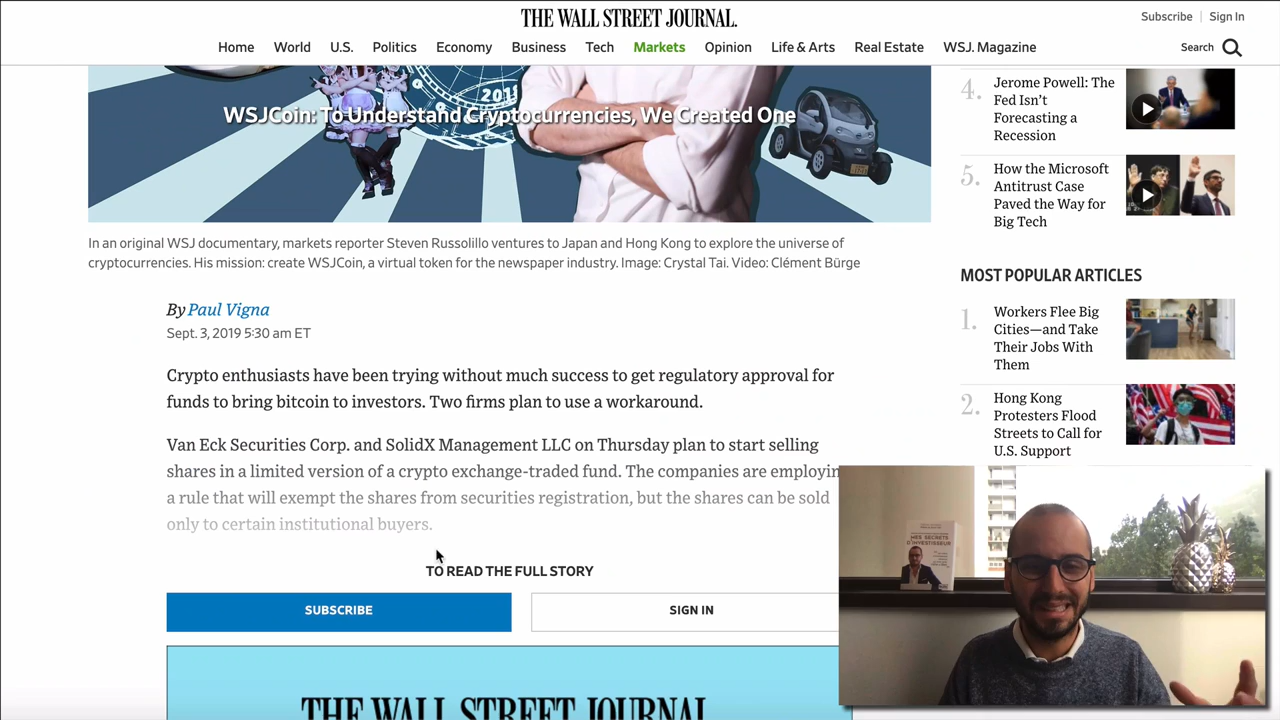 THE WALL STREET JOURNAL.
Subscribe | Sign In
Home World U.S. Politics Economy Business Tech Markets Opinion Life & Arts Real Estate WSJ. Magazine
Search
2018
WSJCoin: To Understand Cryptocurrencies, We Created One
In an original WSJ documentary, markets reporter Steven Russolillo ventures to Japan and Hong Kong to explore the universe of
cryptocurrencies. His mission: create WSJCoin, a virtual token for the newspaper industry. Image: Crystal Tai. Video: Clément Bürge
By Paul Vigna
Sept. 3, 2019 5:30 am ET
Crypto enthusiasts have been trying without much success to get regulatory approval for
funds to bring bitcoin to investors. Two firms plan to use a workaround.
Van Eck Securities Corp. and SolidX Management LLC on Thursday plan to start selling
shares in a limited version of a crypto exchange-traded fund. The companies are employin
a rule that will exempt the shares from securities registration, but the shares can be sold
only to certain institutional buyers.
TO READ THE FULL STORY
SUBSCRIBE
SIGN IN
THE WALL STREET JOURNAL
4.
Jerome Powell: The
Fed Isn't
Forecasting a
Recession
5.
How the Microsoft
Antitrust Case
Paved the Way for
Big Tech
MOST POPULAR ARTICLES
1.
Workers Flee Big
Cities—and Take
Their Jobs With
Them
2.
Hong Kong
Protesters Flood
Streets to Call for
U.S. Support
MES SECRETS
D'INVESTISSEUR